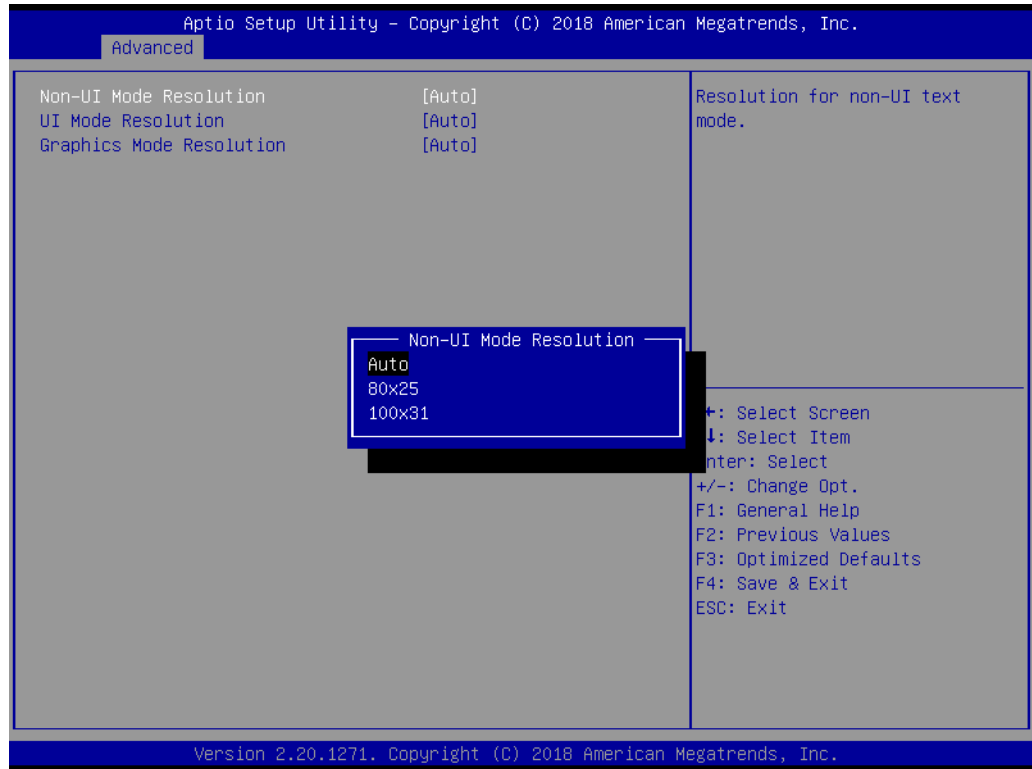 Aptio Setup Utility – Copyright (C) 2018 American Megatrends, Inc.
Advanced
Non-UI Mode Resolution [Auto]
UI Mode Resolution [Auto]
Graphics Mode Resolution [Auto]
Resolution for non-UI text
mode.
Non-UI Mode Resolution
Auto
80x25
100x31
: Select Screen
: Select Item
nter: Select
+/-: Change Opt.
F1: General Help
F2: Previous Values
F3: Optimized Defaults
F4: Save & Exit
ESC: Exit
Version 2.20.1271. Copyright (C) 2018 American Megatrends, Inc.